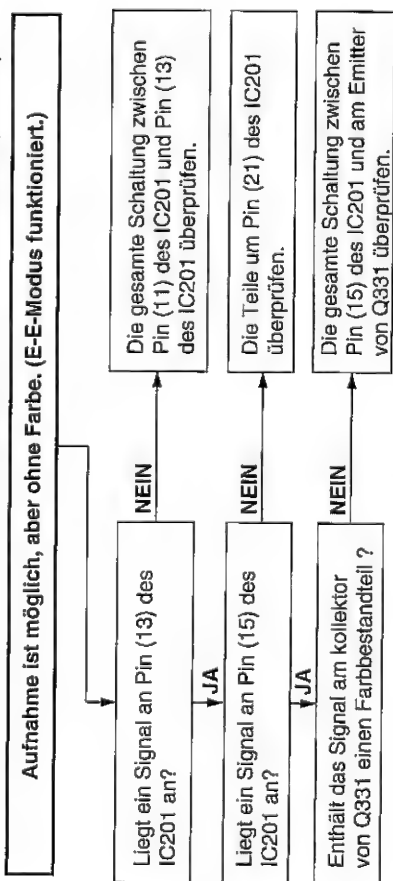 Aufnahme ist möglich, aber ohne Farbe. (E-E-Modus funktioniert.)
Liegt ein Signal an Pin (13) des
IC201 an?
NEIN
Die gesamte Schaltung zwischen
Pin (11) des IC201 und Pin (13)
des IC201 überprüfen.
JA
Liegt ein Signal an Pin (15) des
IC201 an?
NEIN
Die Teile um Pin (21) des IC201
überprüfen.
JA
Enthält das Signal am kollektor
von Q331 einen Farbbestandteil ?
NEIN
Die gesamte Schaltung zwischen
Pin (15) des IC201 und am Emitter
von Q331 überprüfen.